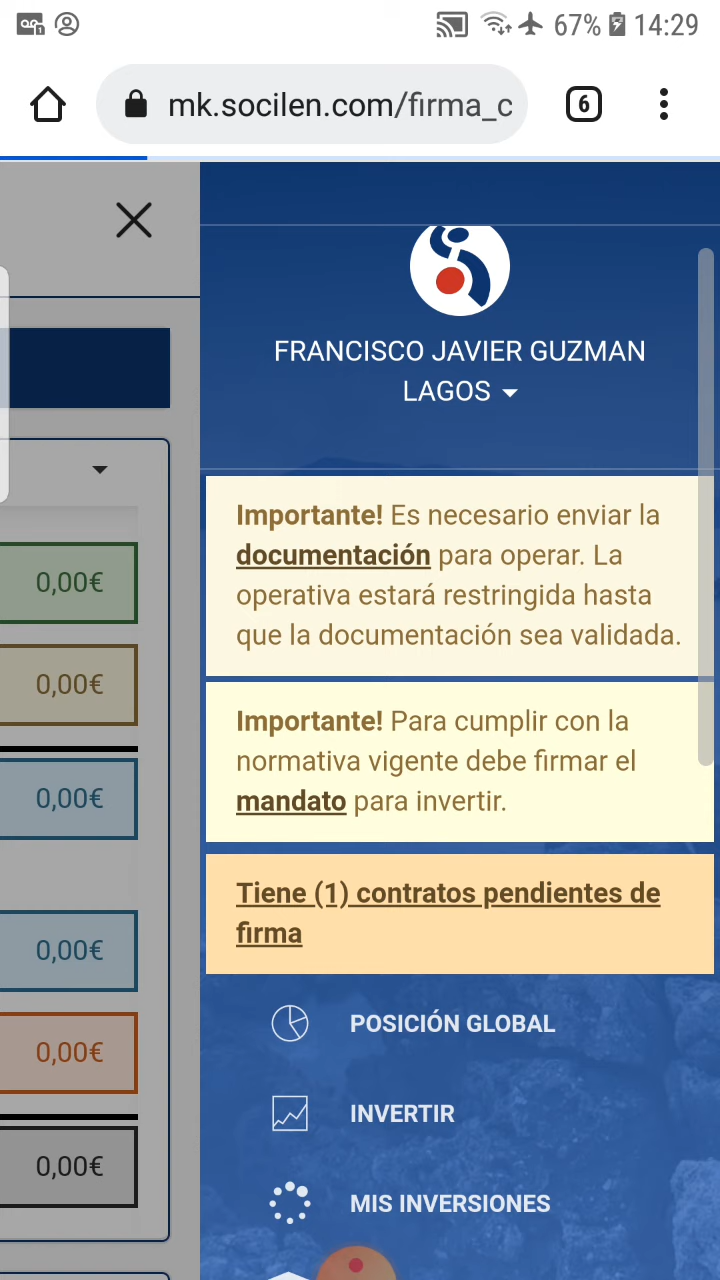 67% 14:29
mk.socilen.com/firma_c
6
FRANCISCO JAVIER GUZMAN
LAGOS
Importante! Es necesario enviar la
documentación para operar. La
operativa estará restringida hasta
que la documentación sea validada.
Importante! Para cumplir con la
normativa vigente debe firmar el
mandato para invertir.
Tiene (1) contratos pendientes de
firma
POSICIÓN GLOBAL
INVERTIR
MIS INVERSIONES
0,00€
0,00€
0,00€
0,00€
0,00€
0,00€